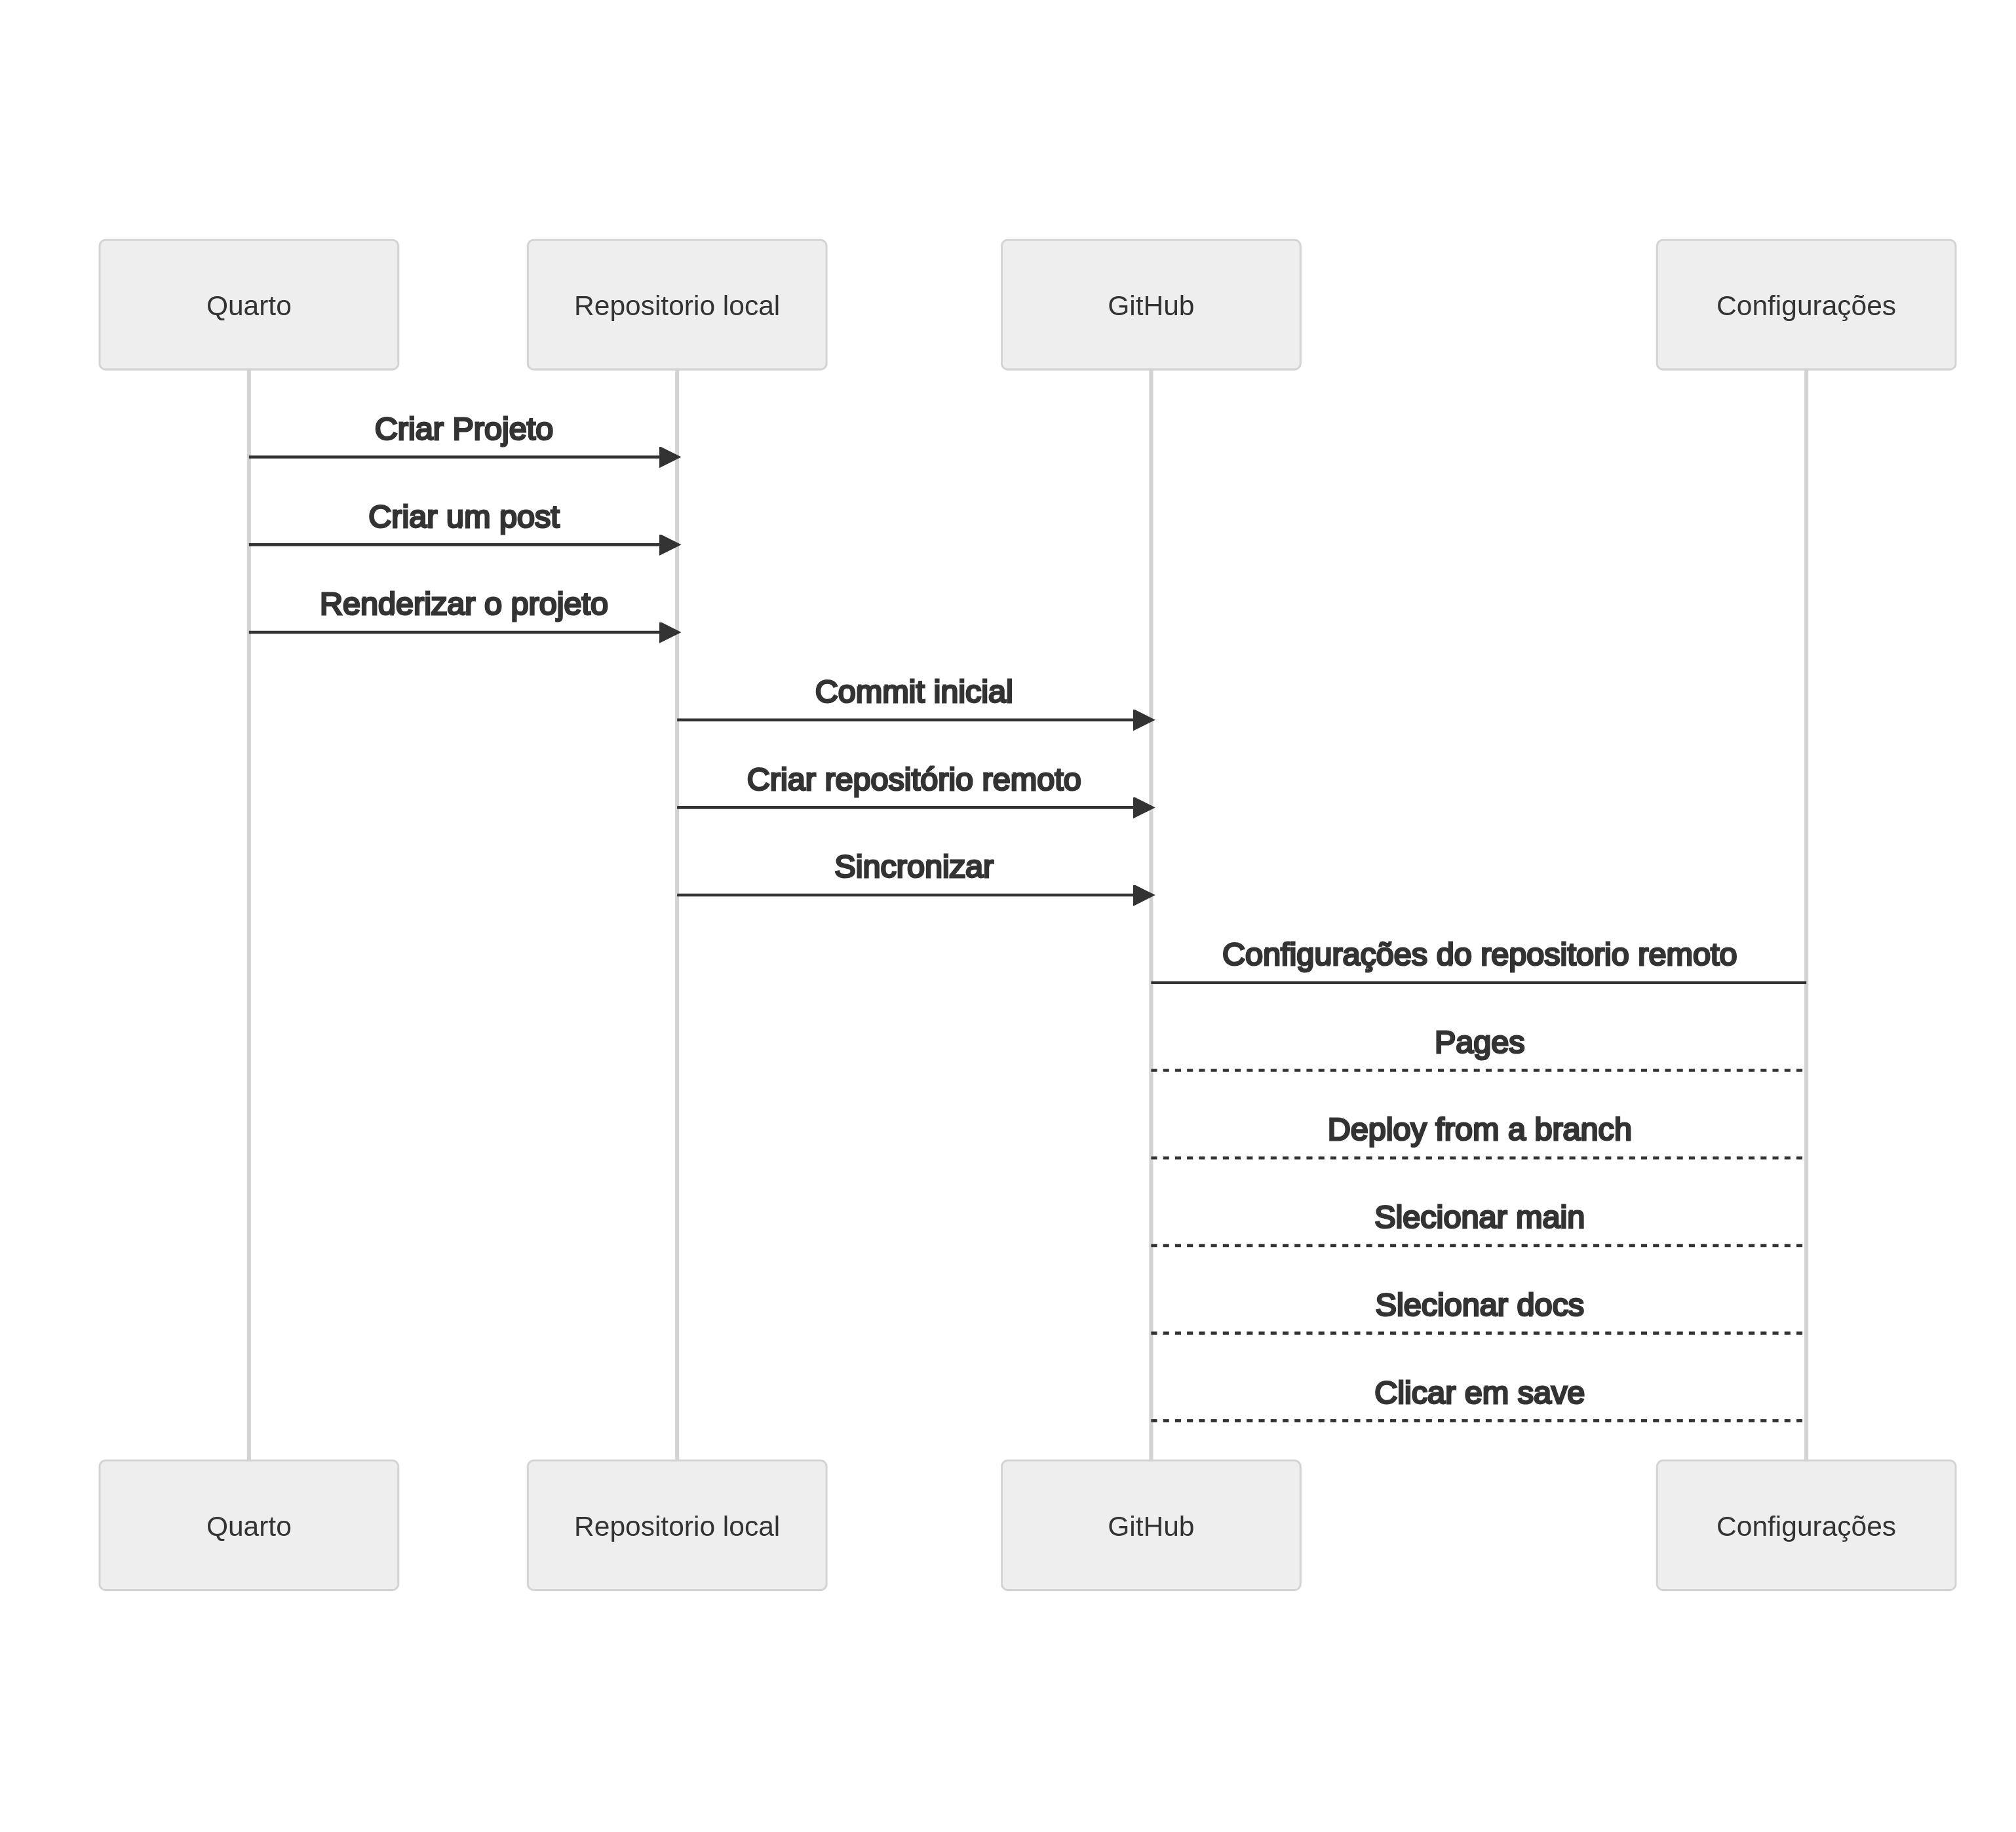 Quarto
Repositorio local
GitHub
Configurações
Criar Projeto
Criar um post
Renderizar o projeto
Commit inicial
Criar repositório remoto
Sincronizar
Configurações do repositorio remoto
Pages
Deploy from a branch
Slecionar main
Slecionar docs
Clicar em save
Quarto
Repositorio local
GitHub
Configurações